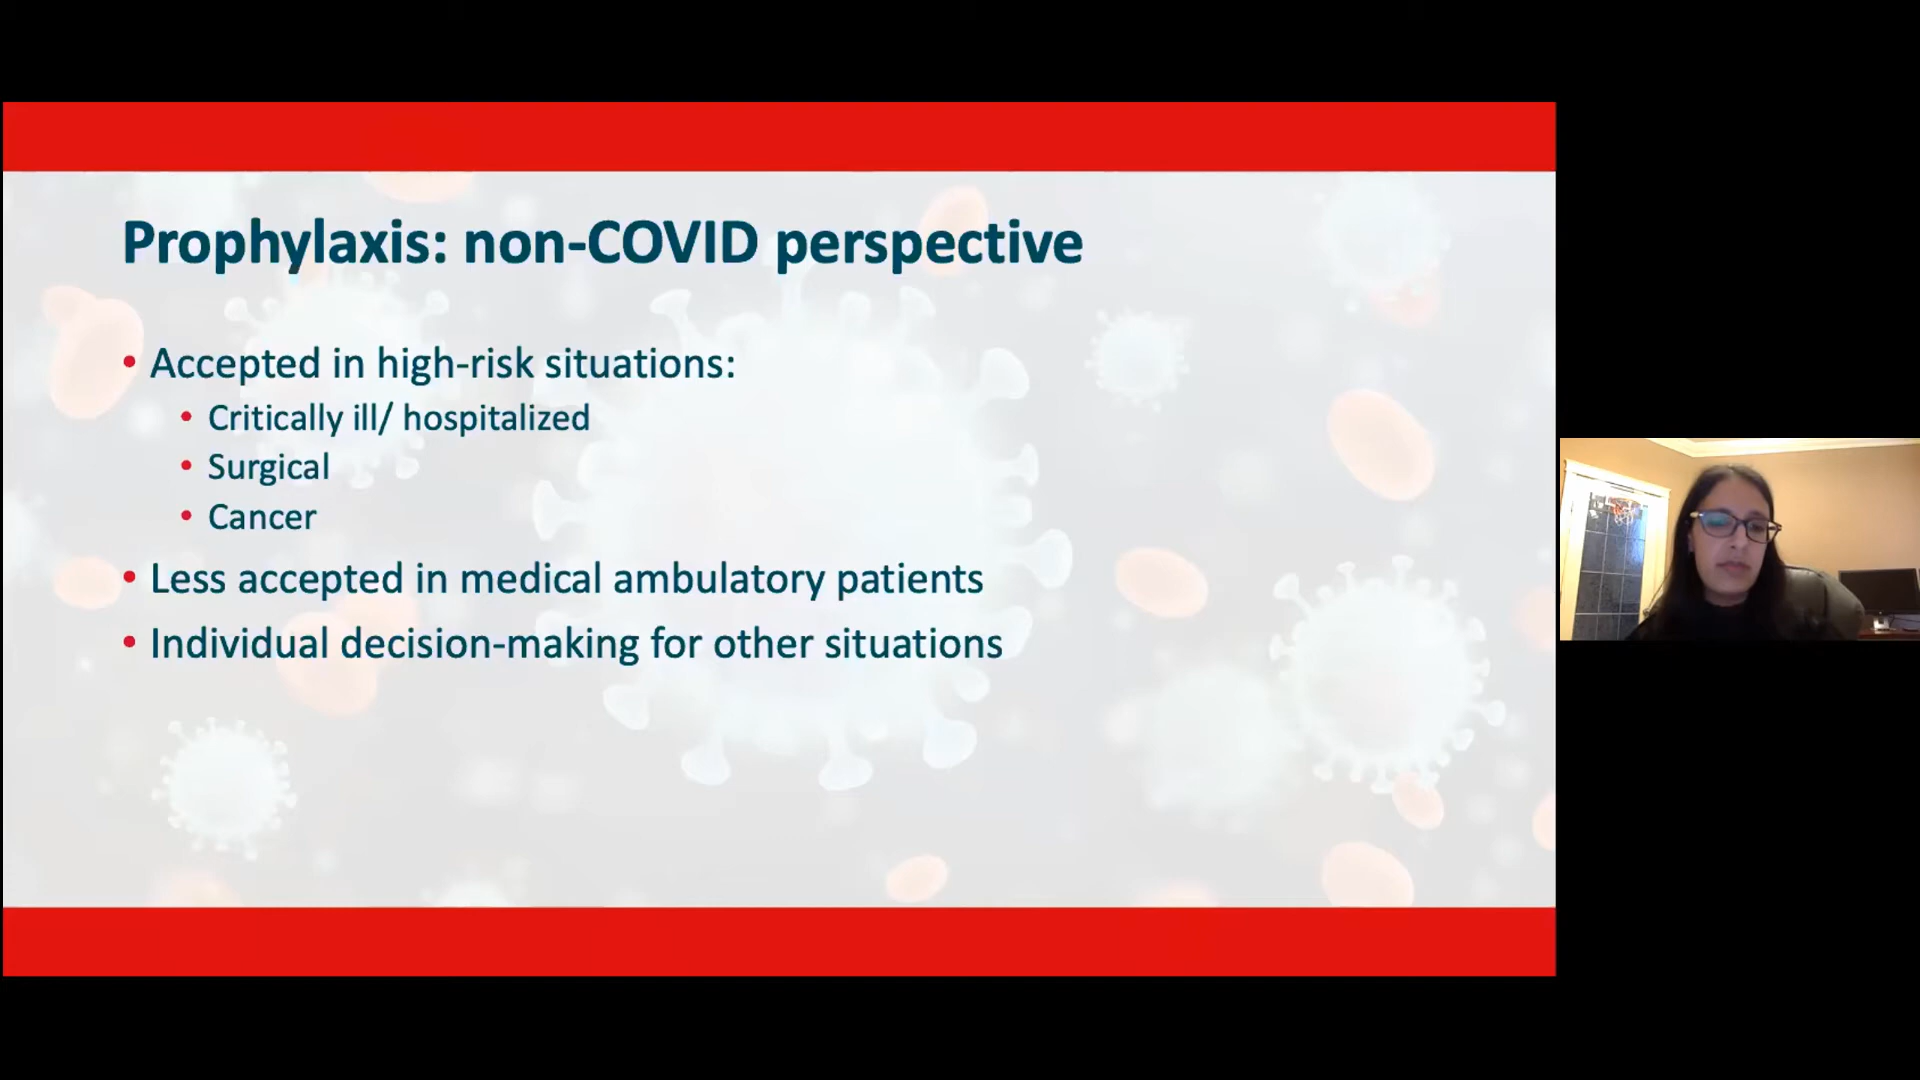 Prophylaxis: non-COVID perspective
• Accepted in high-risk situations:
• Critically ill/ hospitalized
• Surgical
• Cancer
• Less accepted in medical ambulatory patients
• Individual decision-making for other situations